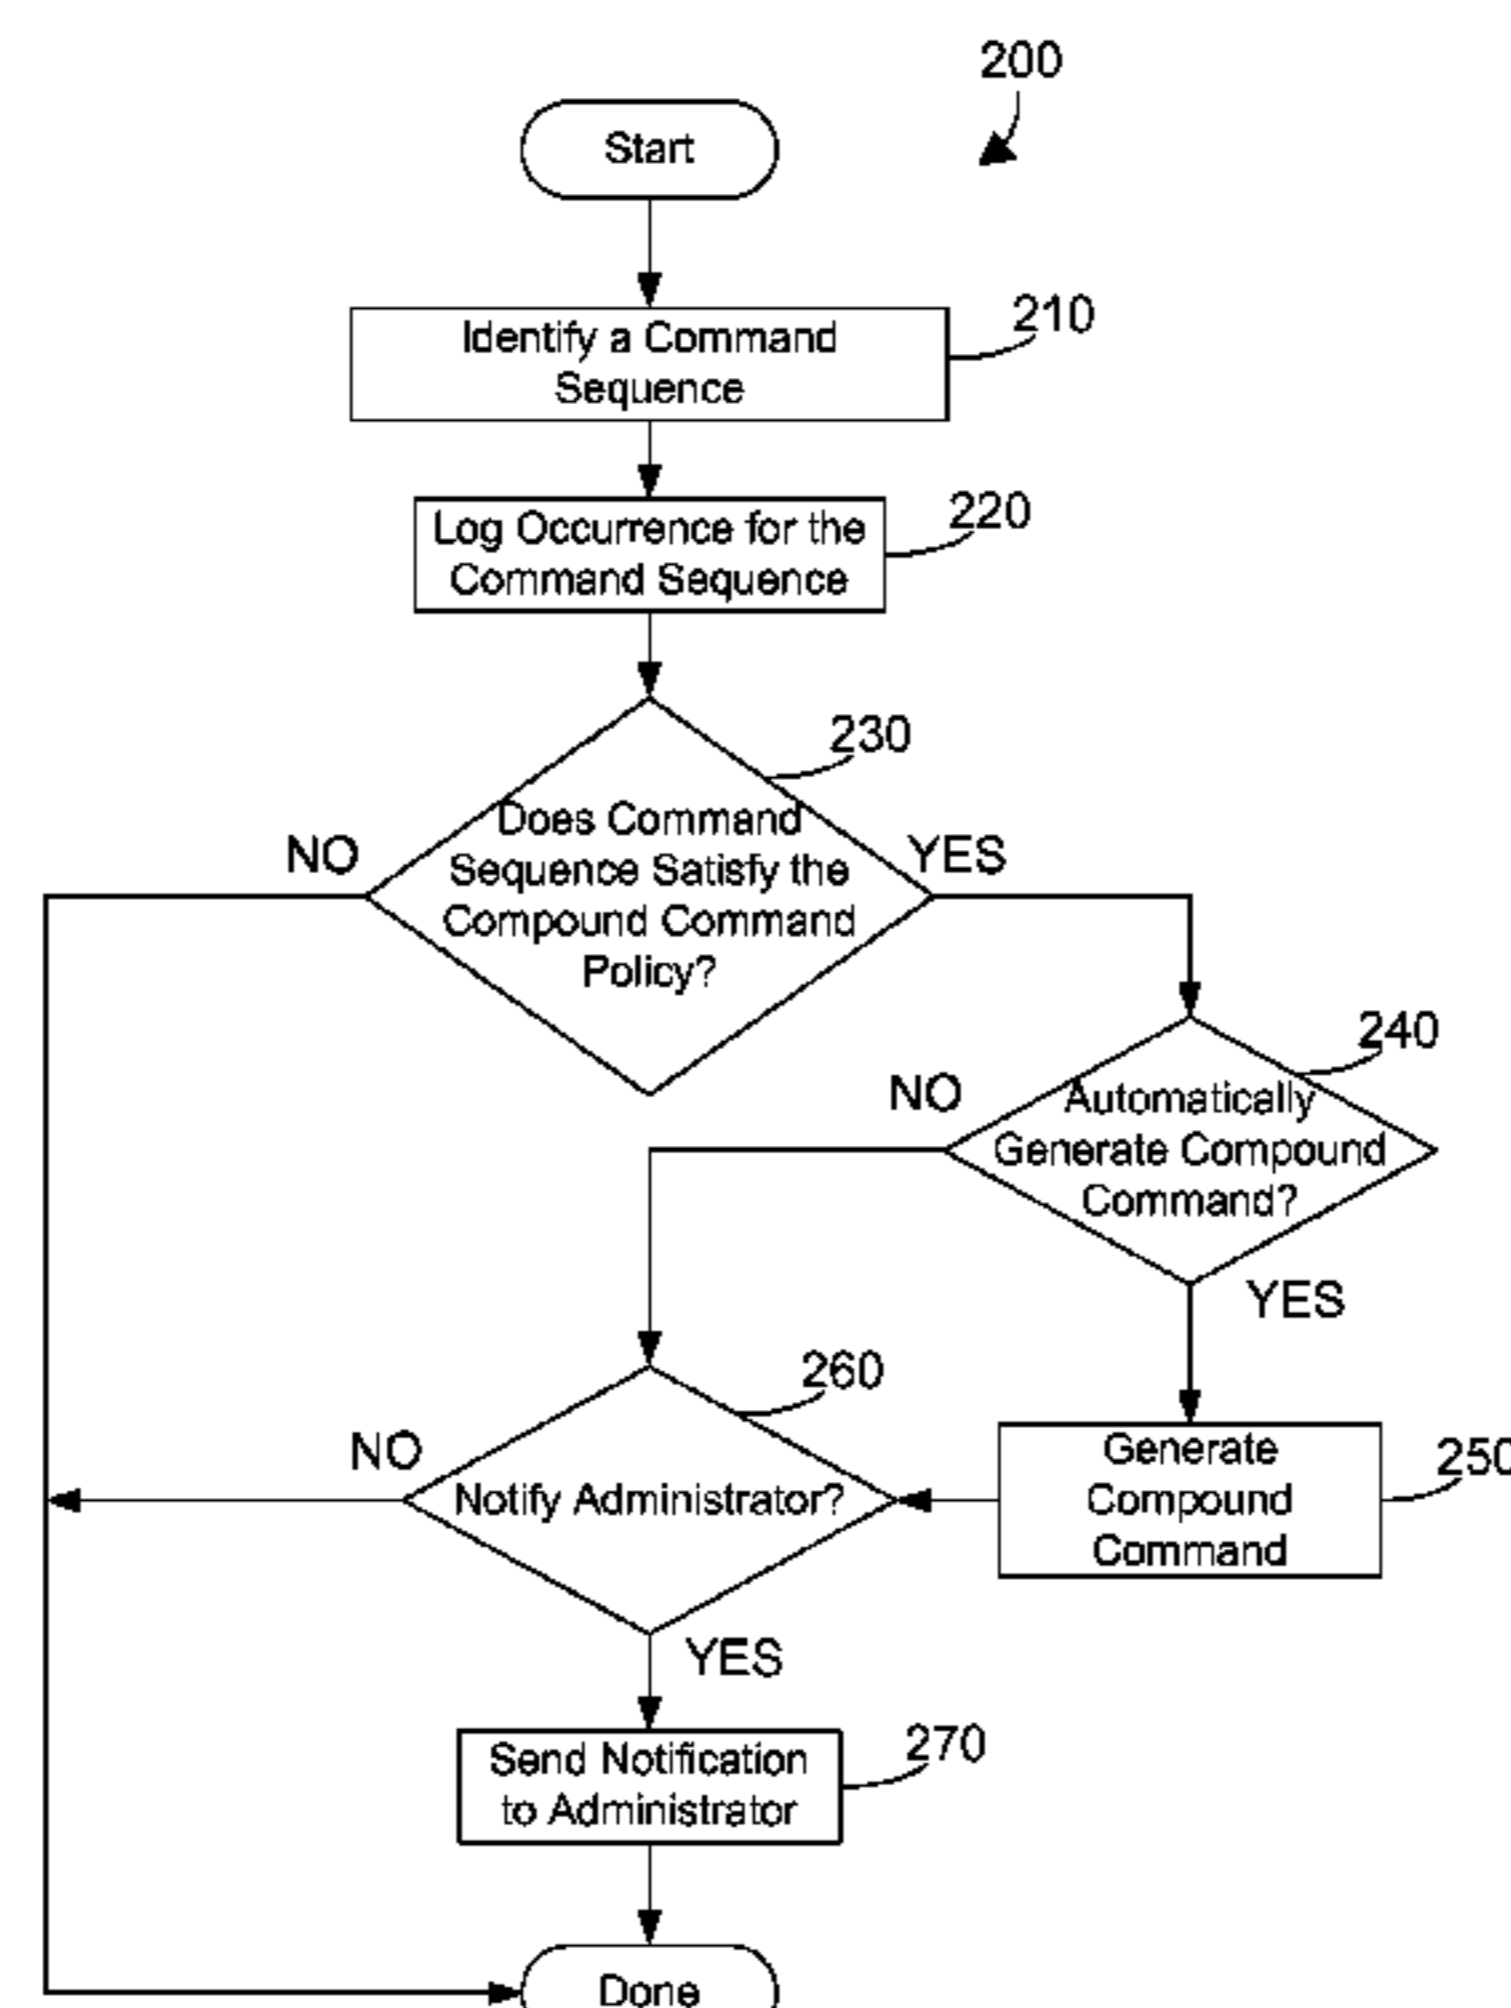 200
Start
210
Identify a Command
Sequence
220
Log Occurrence for the
Command Sequence
230
Does Command
Sequence Satisfy the
Compound Command
Policy?
NO
YES
240
Automatically
Generate Compound
Command?
NO
YES
260
Notify Administrator?
NO
YES
250
Generate
Compound
Command
270
Send Notification
to Administrator
Done